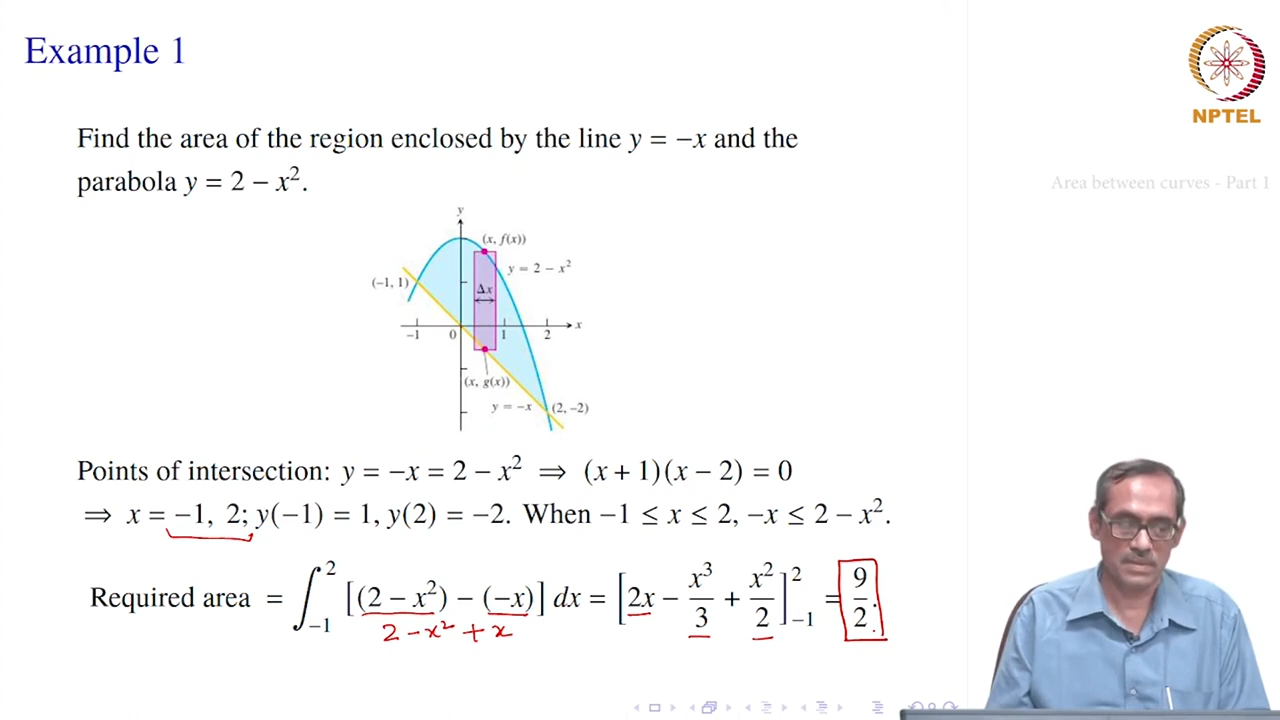 Example 1
NPTEL
Find the area of the region enclosed by the line y = −x and the
parabola y = 2 − x².
Area between curves - Part 1
y
(x, f(x))
y = 2 − x²
(−1, 1)
Δx
−1 0 1 2 x
(x, g(x))
y = −x (2, −2)
Points of intersection: y = −x = 2 − x² ⟹ (x + 1)(x − 2) = 0
⟹ x = −1, 2; y(−1) = 1, y(2) = −2. When −1 ≤ x ≤ 2, −x ≤ 2 − x².
Required area = ∫₋₁² [(2 − x²) − (−x)] dx = [2x − x³/3 + x²/2]₋₁² = 9/2.
2 − x² + x